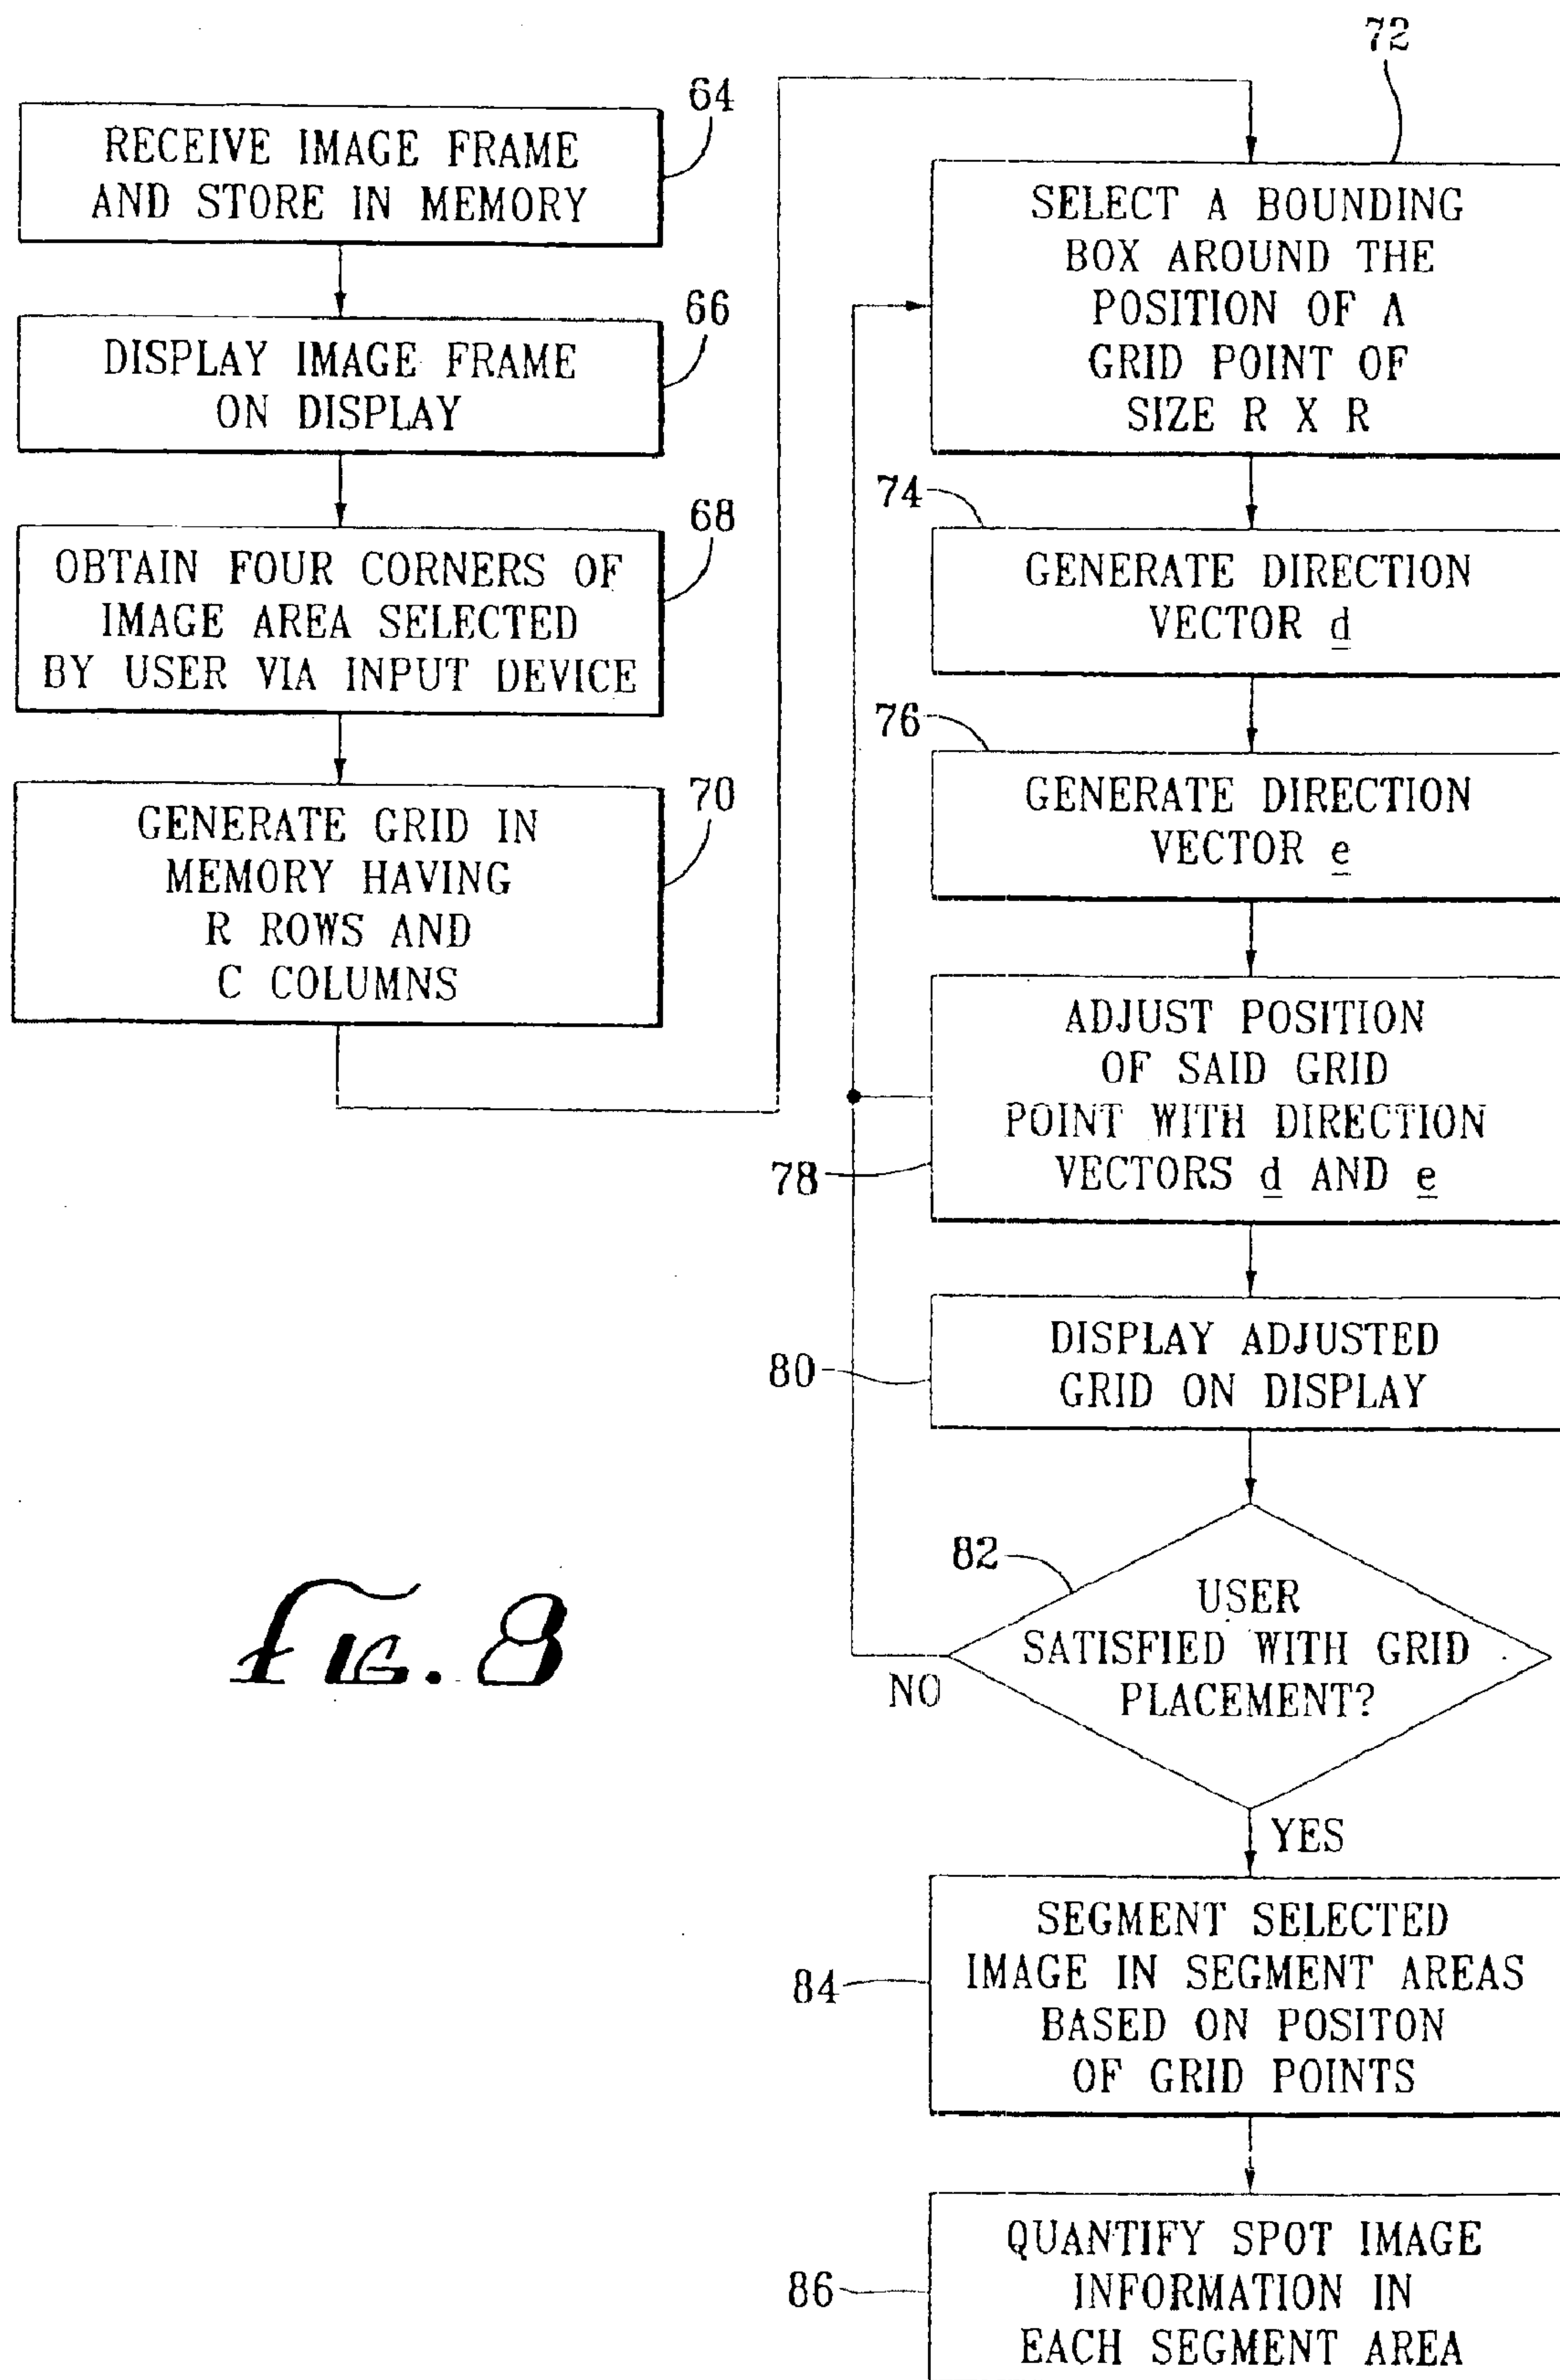 64
RECEIVE IMAGE FRAME
AND STORE IN MEMORY
66
DISPLAY IMAGE FRAME
ON DISPLAY
68
OBTAIN FOUR CORNERS OF
IMAGE AREA SELECTED
BY USER VIA INPUT DEVICE
70
GENERATE GRID IN
MEMORY HAVING
R ROWS AND
C COLUMNS
72
SELECT A BOUNDING
BOX AROUND THE
POSITION OF A
GRID POINT OF
SIZE R X R
74
GENERATE DIRECTION
VECTOR d
76
GENERATE DIRECTION
VECTOR e
78
ADJUST POSITION
OF SAID GRID
POINT WITH DIRECTION
VECTORS d AND e
80
DISPLAY ADJUSTED
GRID ON DISPLAY
82
USER
SATISFIED WITH GRID
PLACEMENT?
NO
YES
84
SEGMENT SELECTED
IMAGE IN SEGMENT AREAS
BASED ON POSITON
OF GRID POINTS
86
QUANTIFY SPOT IMAGE
INFORMATION IN
EACH SEGMENT AREA
FIG. 8